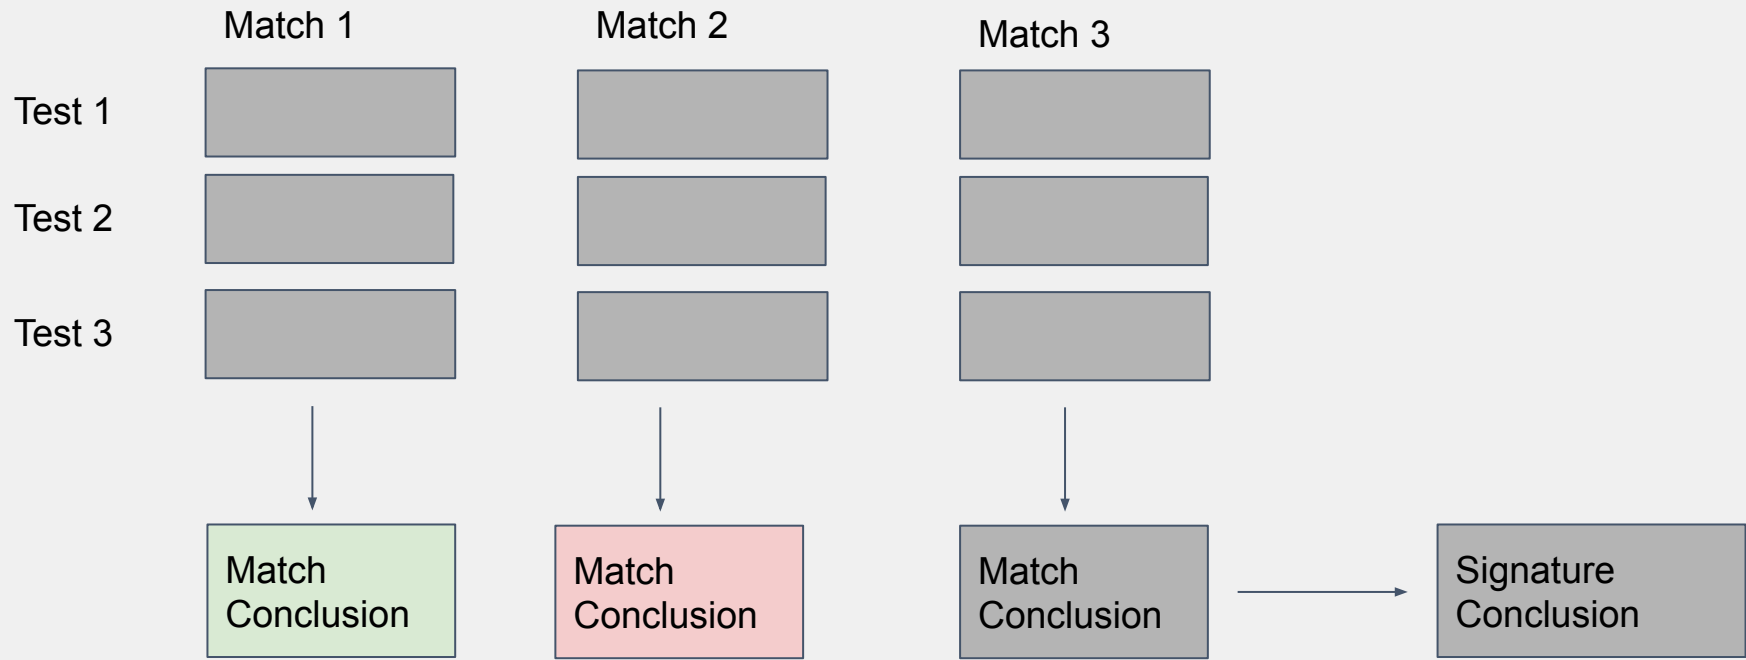 Match 1
Match 2
Match 3
Test 1
Test 2
Test 3
Match
Conclusion
Match
Conclusion
Match
Conclusion
Signature
Conclusion